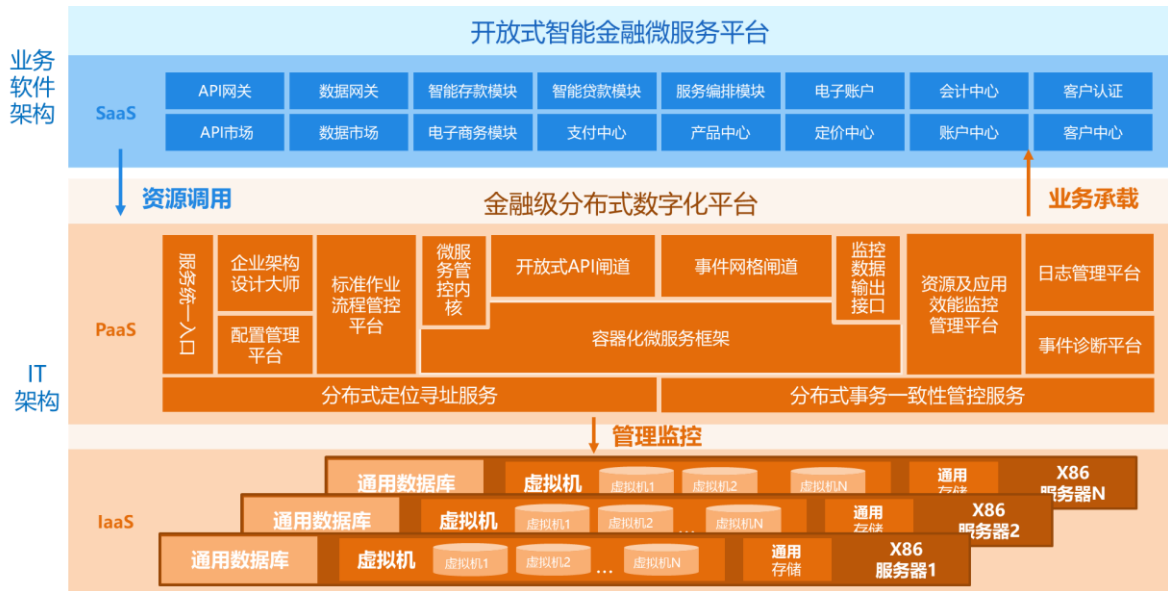 开放式智能金融微服务平台
业务
软件
架构
SaaS
API网关
数据网关
智能存款模块
智能贷款模块
服务编排模块
电子账户
会计中心
客户认证
API市场
数据市场
电子商务模块
支付中心
产品中心
定价中心
账户中心
客户中心
资源调用
金融级分布式数字化平台
业务承载
IT
架构
PaaS
服务统一入口
企业架构
设计大师
配置管理
平台
标准作业
流程管控
平台
微服
务管
控内
核
开放式API闸道
事件网格闸道
监控
数据
输出
接口
容器化微服务框架
资源及应用
效能监控
管理平台
日志管理平台
事件诊断平台
分布式定位寻址服务
分布式事务一致性管控服务
管理监控
IaaS
通用数据库
虚拟机
虚拟机1
虚拟机2
虚拟机N
通用
存储
X86
服务器N
通用数据库
虚拟机
虚拟机1
虚拟机2
...
虚拟机N
通用
存储
X86
服务器2
通用数据库
虚拟机
虚拟机1
虚拟机2
...
虚拟机N
通用
存储
X86
服务器1